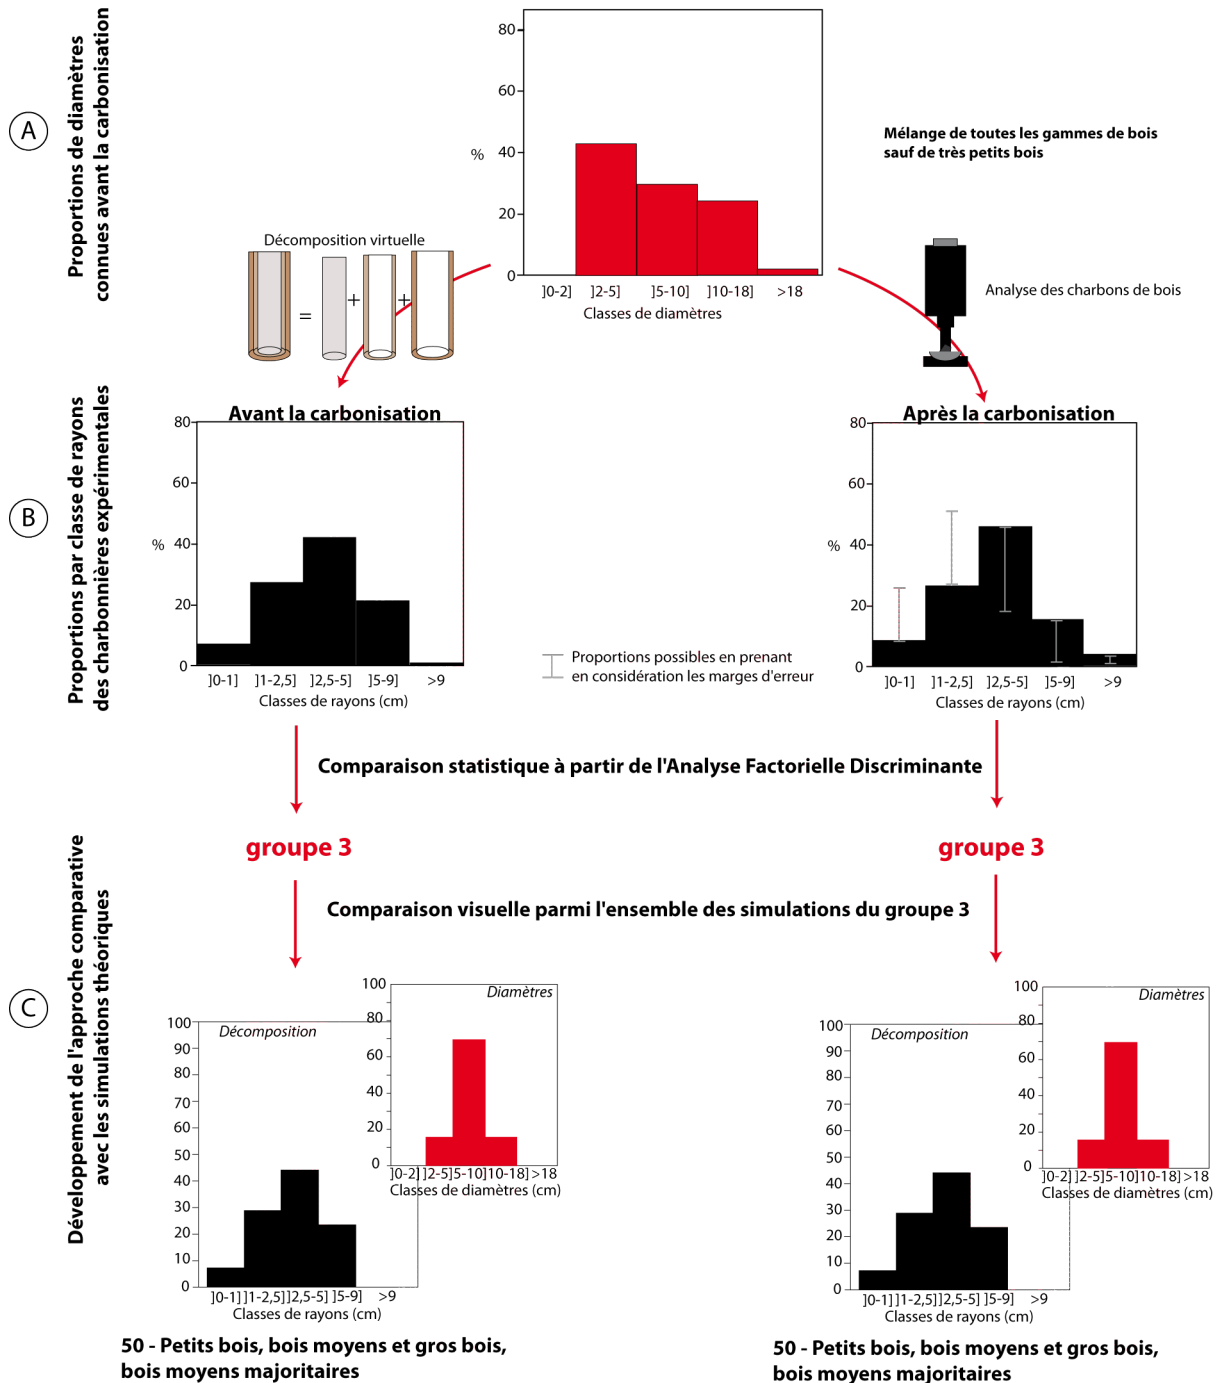 A
Proportions de diamètres
connues avant la carbonisation
80
60
%
40
20
0
]0-2]
]2-5]
]5-10]
]10-18]
>18
Classes de diamètres
Mélange de toutes les gammes de bois
sauf de très petits bois
Décomposition virtuelle
=
+
+
Analyse des charbons de bois
B
Proportions par classe de rayons
des charbonnières expérimentales
Avant la carbonisation
80
60
%
40
20
0
]0-1]
]1-2,5]
]2,5-5]
]5-9]
>9
Classes de rayons (cm)
Proportions possibles en prenant
en considération les marges d'erreur
Après la carbonisation
80
60
%
40
20
0
]0-1]
]1-2,5]
]2,5-5]
]5-9]
>9
Classes de rayons (cm)
Comparaison statistique à partir de l'Analyse Factorielle Discriminante
groupe 3
groupe 3
Comparaison visuelle parmi l'ensemble des simulations du groupe 3
C
Développement de l'approche comparative
avec les simulations théoriques
100
90
80
70
60
50
40
30
20
10
0
Décomposition
]0-1]
]1-2,5]
]2,5-5]
]5-9]
>9
Classes de rayons (cm)
100
80
60
40
20
0
Diamètres
]0-2]
]2-5]
]5-10]
]10-18]
>18
Classes de diamètres (cm)
50 - Petits bois, bois moyens et gros bois,
bois moyens majoritaires
100
90
80
70
60
50
40
30
20
10
0
Décomposition
]0-1]
]1-2,5]
]2,5-5]
]5-9]
>9
Classes de rayons (cm)
100
80
60
40
20
0
Diamètres
]0-2]
]2-5]
]5-10]
]10-18]
>18
Classes de diamètres (cm)
50 - Petits bois, bois moyens et gros bois,
bois moyens majoritaires